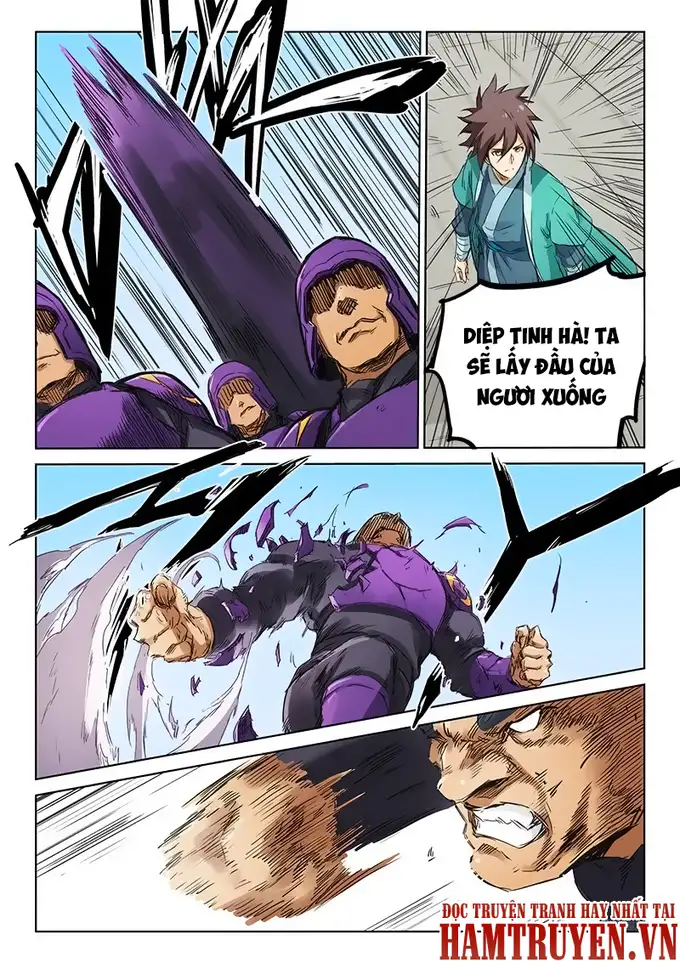 DIỆP TINH HÀ! TA
SẼ LẤY ĐẦU CỦA
NGƯƠI XUỐNG
ĐỌC TRUYỆN TRANH HAY NHẤT TẠI
HAMTRUYEN.VN